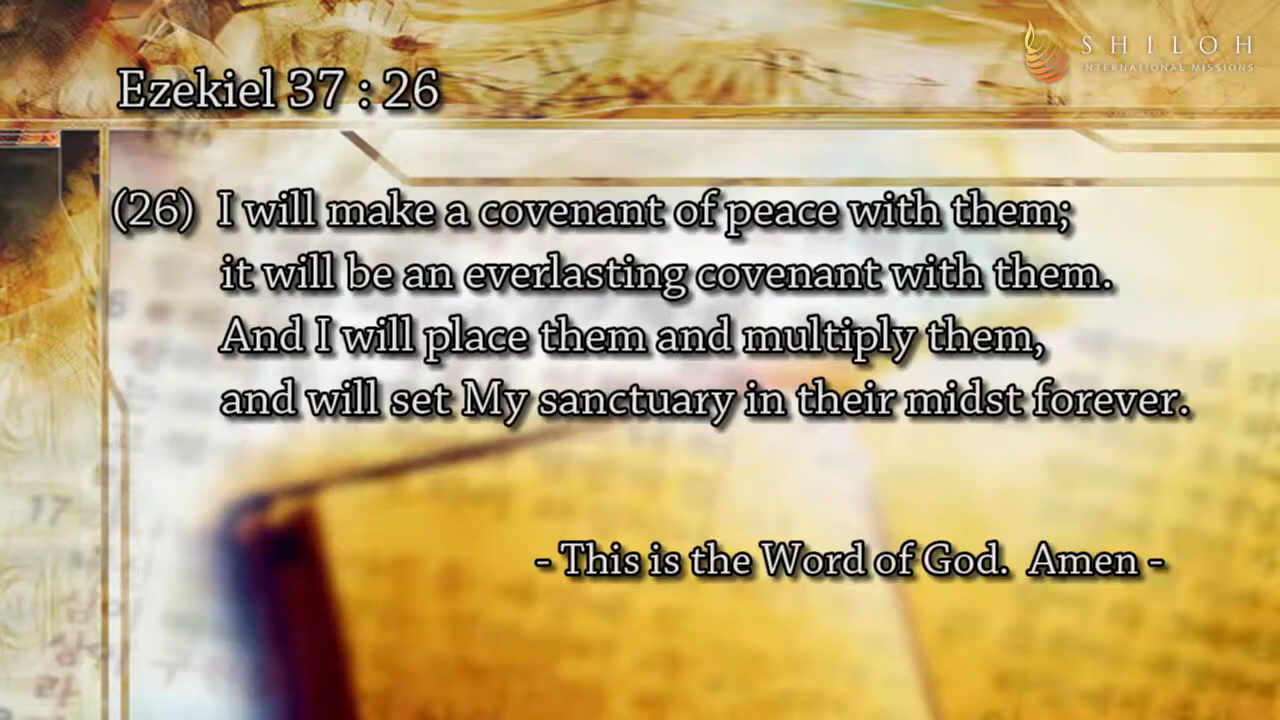 SHILOH
INTERNATIONAL MISSIONS
Ezekiel 37 : 26
(26) I will make a covenant of peace with them;
it will be an everlasting covenant with them.
And I will place them and multiply them,
and will set My sanctuary in their midst forever.
17
- This is the Word of God. Amen -